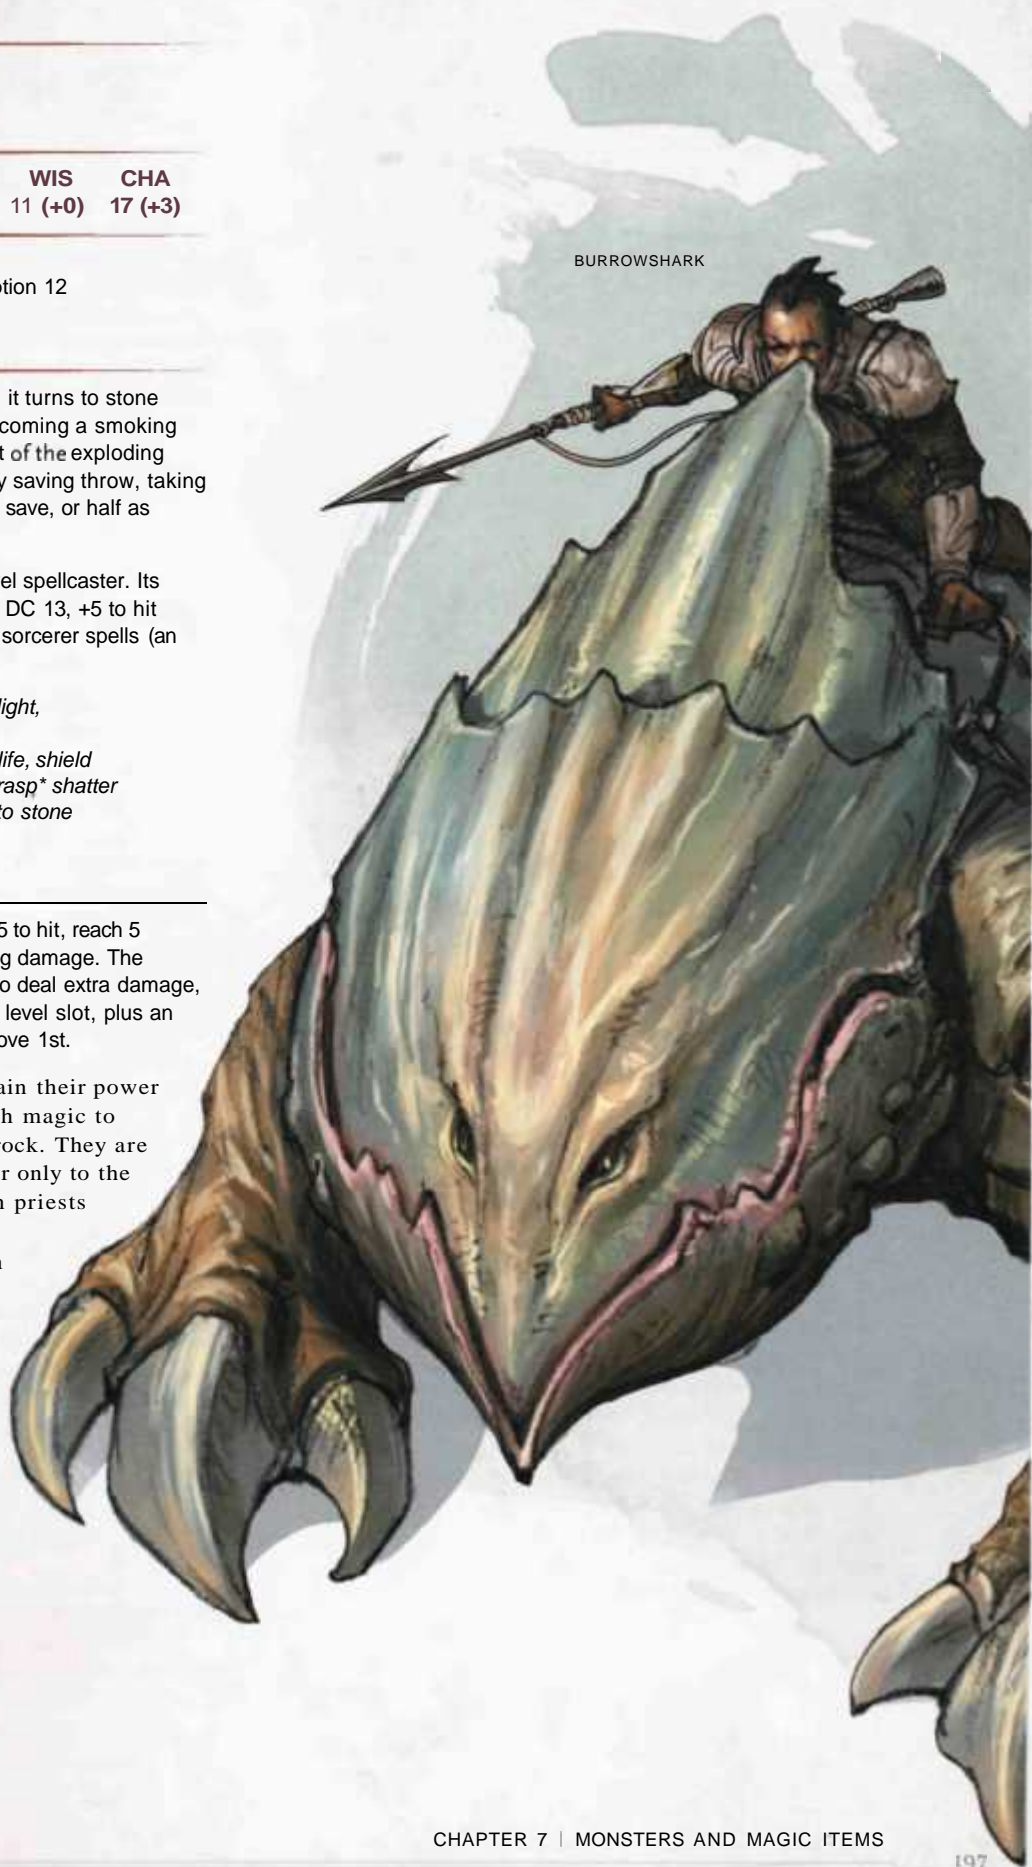 WIS CHA
11 (+0) 17 (+3)
BURROWSHARK
tion 12
it turns to stone
coming a smoking
t of the exploding
y saving throw, taking
save, or half as
el spellcaster. Its
DC 13, +5 to hit
sorcerer spells (an
light,
life, shield
rasp* shatter
to stone
5 to hit, reach 5
g damage. The
o deal extra damage,
level slot, plus an
ove 1st.
ain their power
h magic to
rock. They are
r only to the
n priests
n
CHAPTER 7 | MONSTERS AND MAGIC ITEMS
197